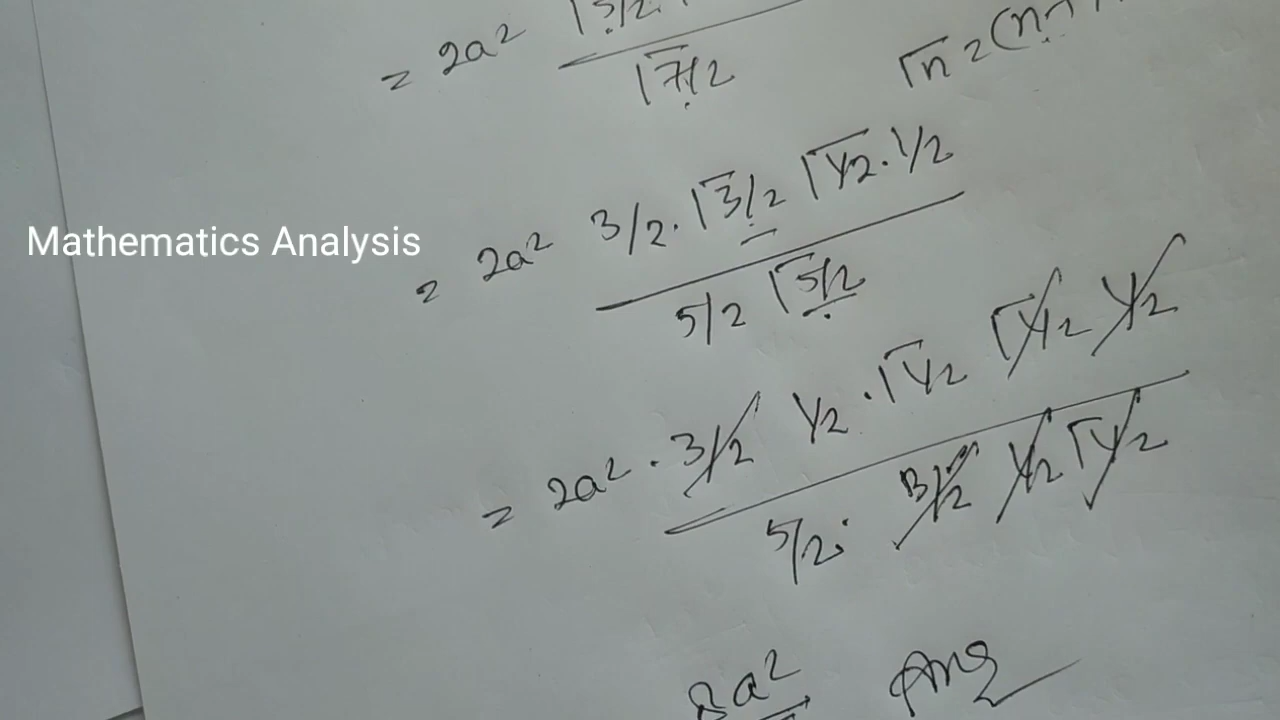 = 2a² Γ5/2. / Γ7/2
Γn = (n-
= 2a² 3/2. Γ3/2 Γ1/2. 1/2 / 5/2 Γ5/2
Mathematics Analysis
= 2a² . 3/2 1/2 . Γ1/2 Γ1/2 1/2 / 5/2 . 3/2 1/2 Γ1/2
a² Ans